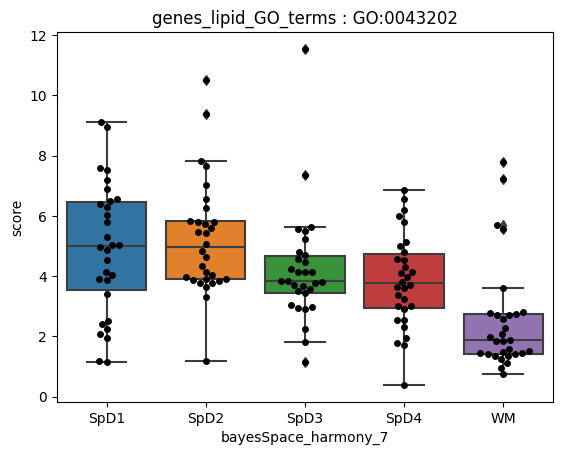 genes_lipid_GO_terms : GO:0043202
12
10
8
6
4
2
0
score
SpD1 SpD2 SpD3 SpD4 WM
bayesSpace_harmony_7